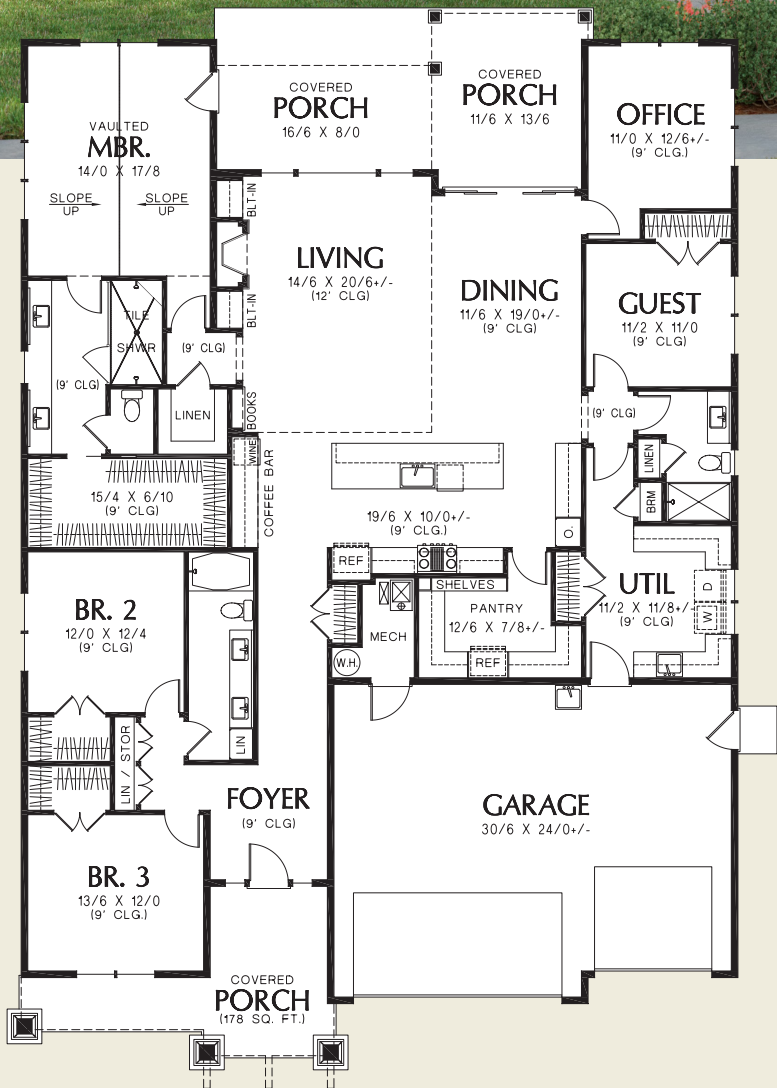 COVERED
PORCH
16/6 X 8/0
COVERED
PORCH
11/6 X 13/6
OFFICE
11/0 X 12/6+/-
(9' CLG.)
VAULTED
MBR.
14/0 X 17/8
SLOPE
UP
SLOPE
UP
BLT-IN
LIVING
14/6 X 20/6+/-
(12' CLG)
DINING
11/6 X 19/0+/-
(9' CLG)
GUEST
11/2 X 11/0
(9' CLG)
BLT-IN
TILE
SHWR
(9' CLG)
(9' CLG)
LINEN
BOOKS
(9' CLG)
LINEN
BRM
WINE
COFFEE BAR
15/4 X 6/10
(9' CLG)
19/6 X 10/0+/-
(9' CLG.)
O.
REF
SHELVES
PANTRY
12/6 X 7/8+/-
REF
MECH
W.H.
UTIL
11/2 X 11/8+/-
(9' CLG)
D
W
BR. 2
12/0 X 12/4
(9' CLG)
LIN / STOR
LIN
FOYER
(9' CLG)
GARAGE
30/6 X 24/0+/-
BR. 3
13/6 X 12/0
(9' CLG.)
COVERED
PORCH
(178 SQ. FT.)